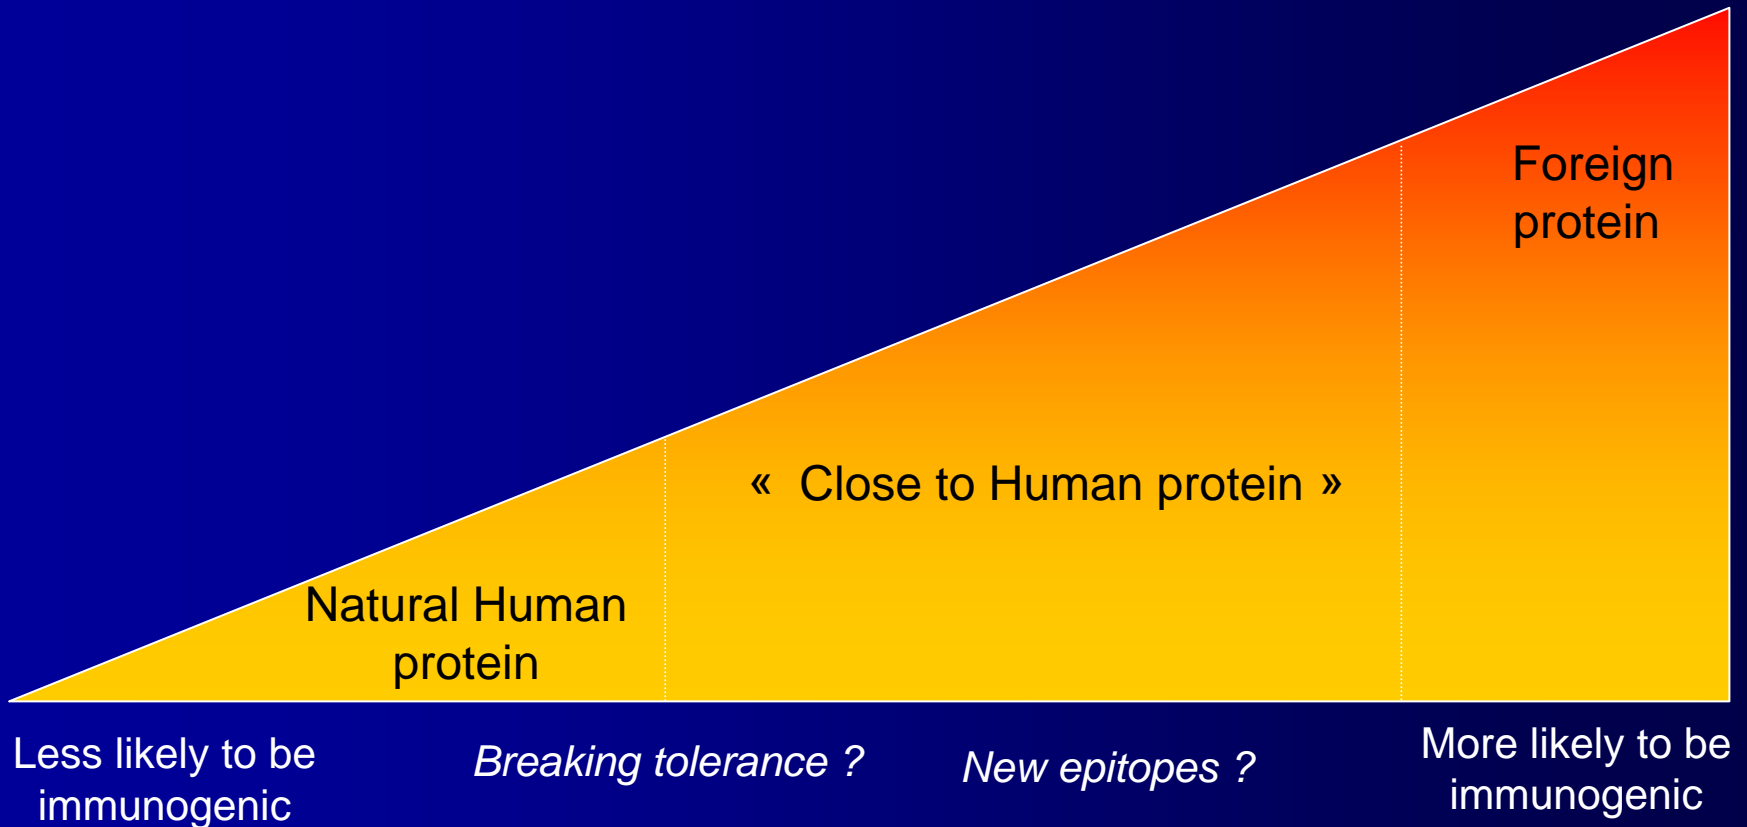 Foreign
protein
« Close to Human protein »
Natural Human
protein
Less likely to be
immunogenic
Breaking tolerance ?
New epitopes ?
More likely to be
immunogenic